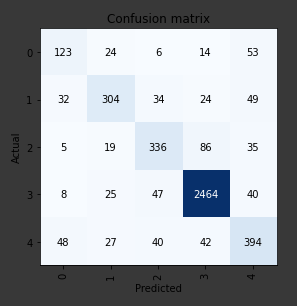 Confusion matrix
0 123 24 6 14 53
1 32 304 34 24 49
2 5 19 336 86 35
3 8 25 47 2464 40
4 48 27 40 42 394
0 1 2 3 4
Actual
Predicted